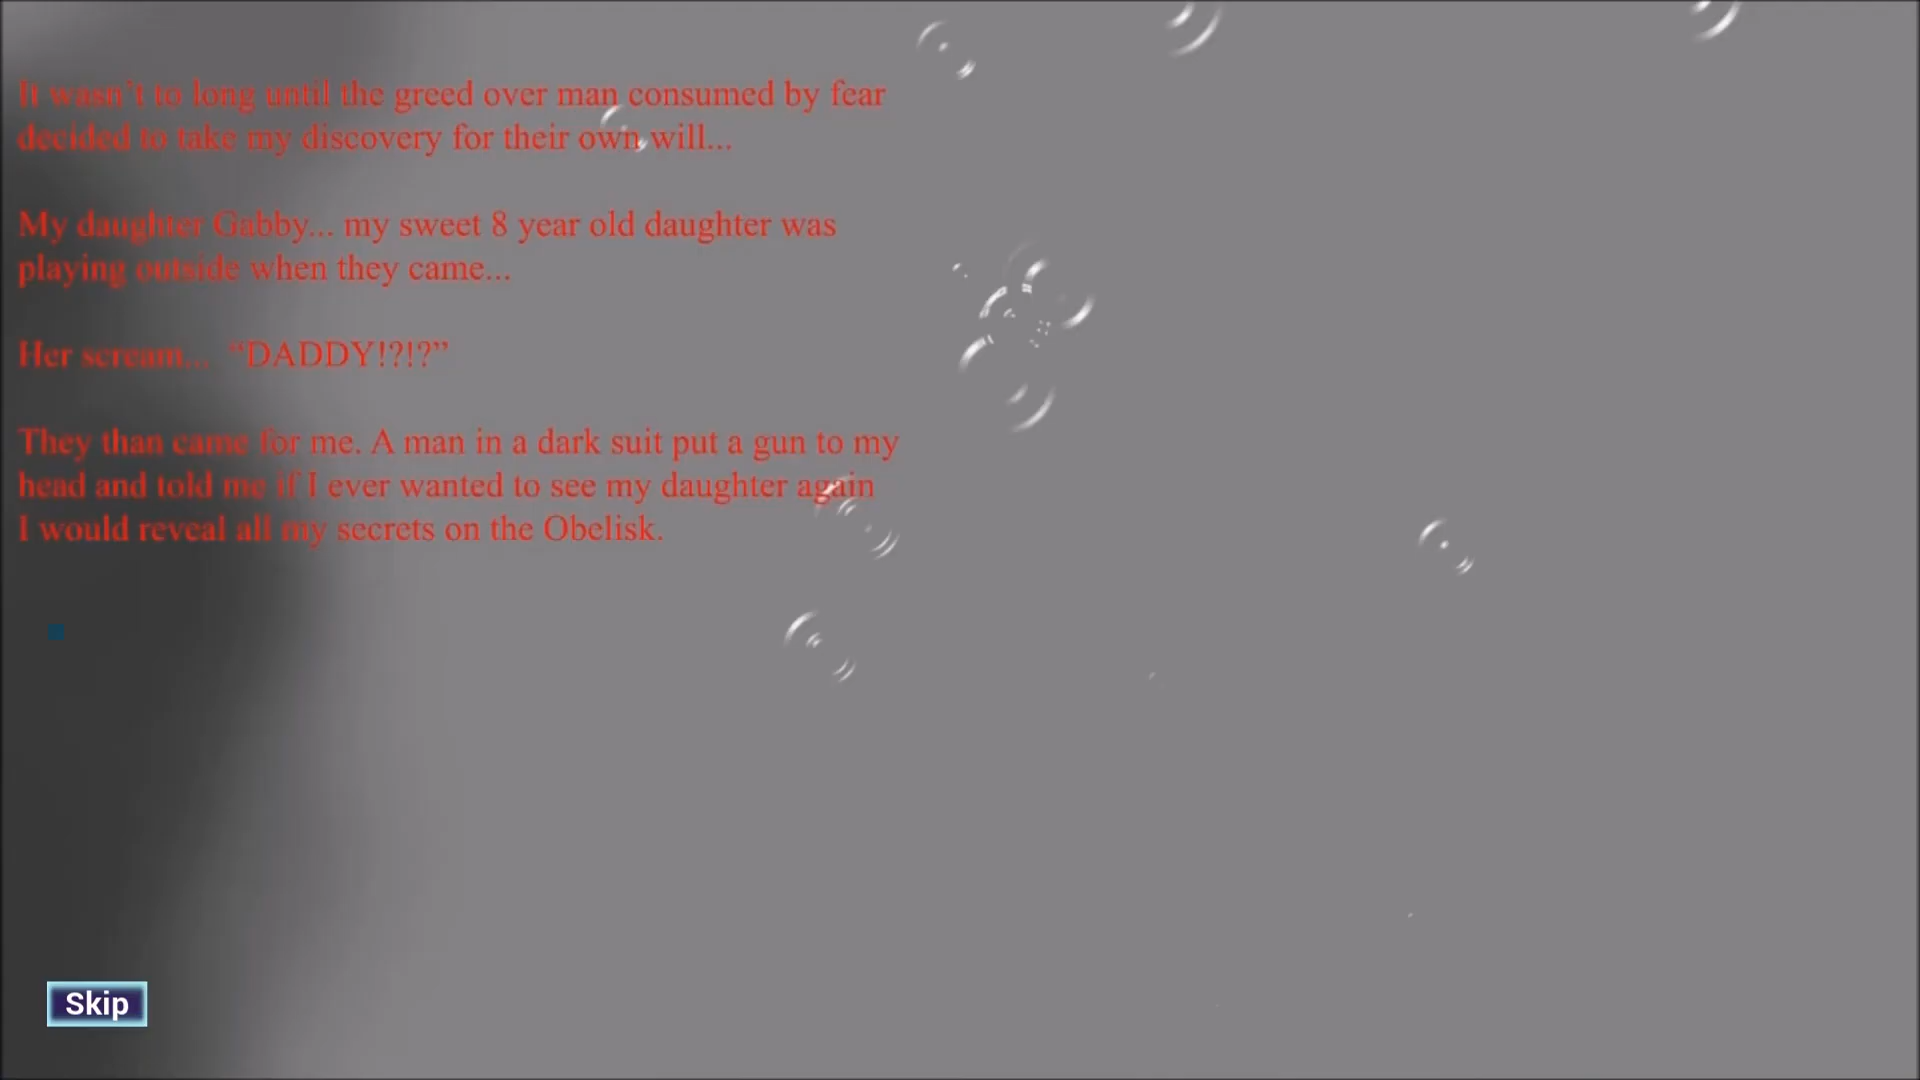 It wasn't to long until the greed over man consumed by fear
decided to take my discovery for their own will...
My daughter Gabby... my sweet 8 year old daughter was
playing outside when they came...
Her scream... “DADDY!?!?”
They than came for me. A man in a dark suit put a gun to my
head and told me if I ever wanted to see my daughter again
I would reveal all my secrets on the Obelisk.
Skip